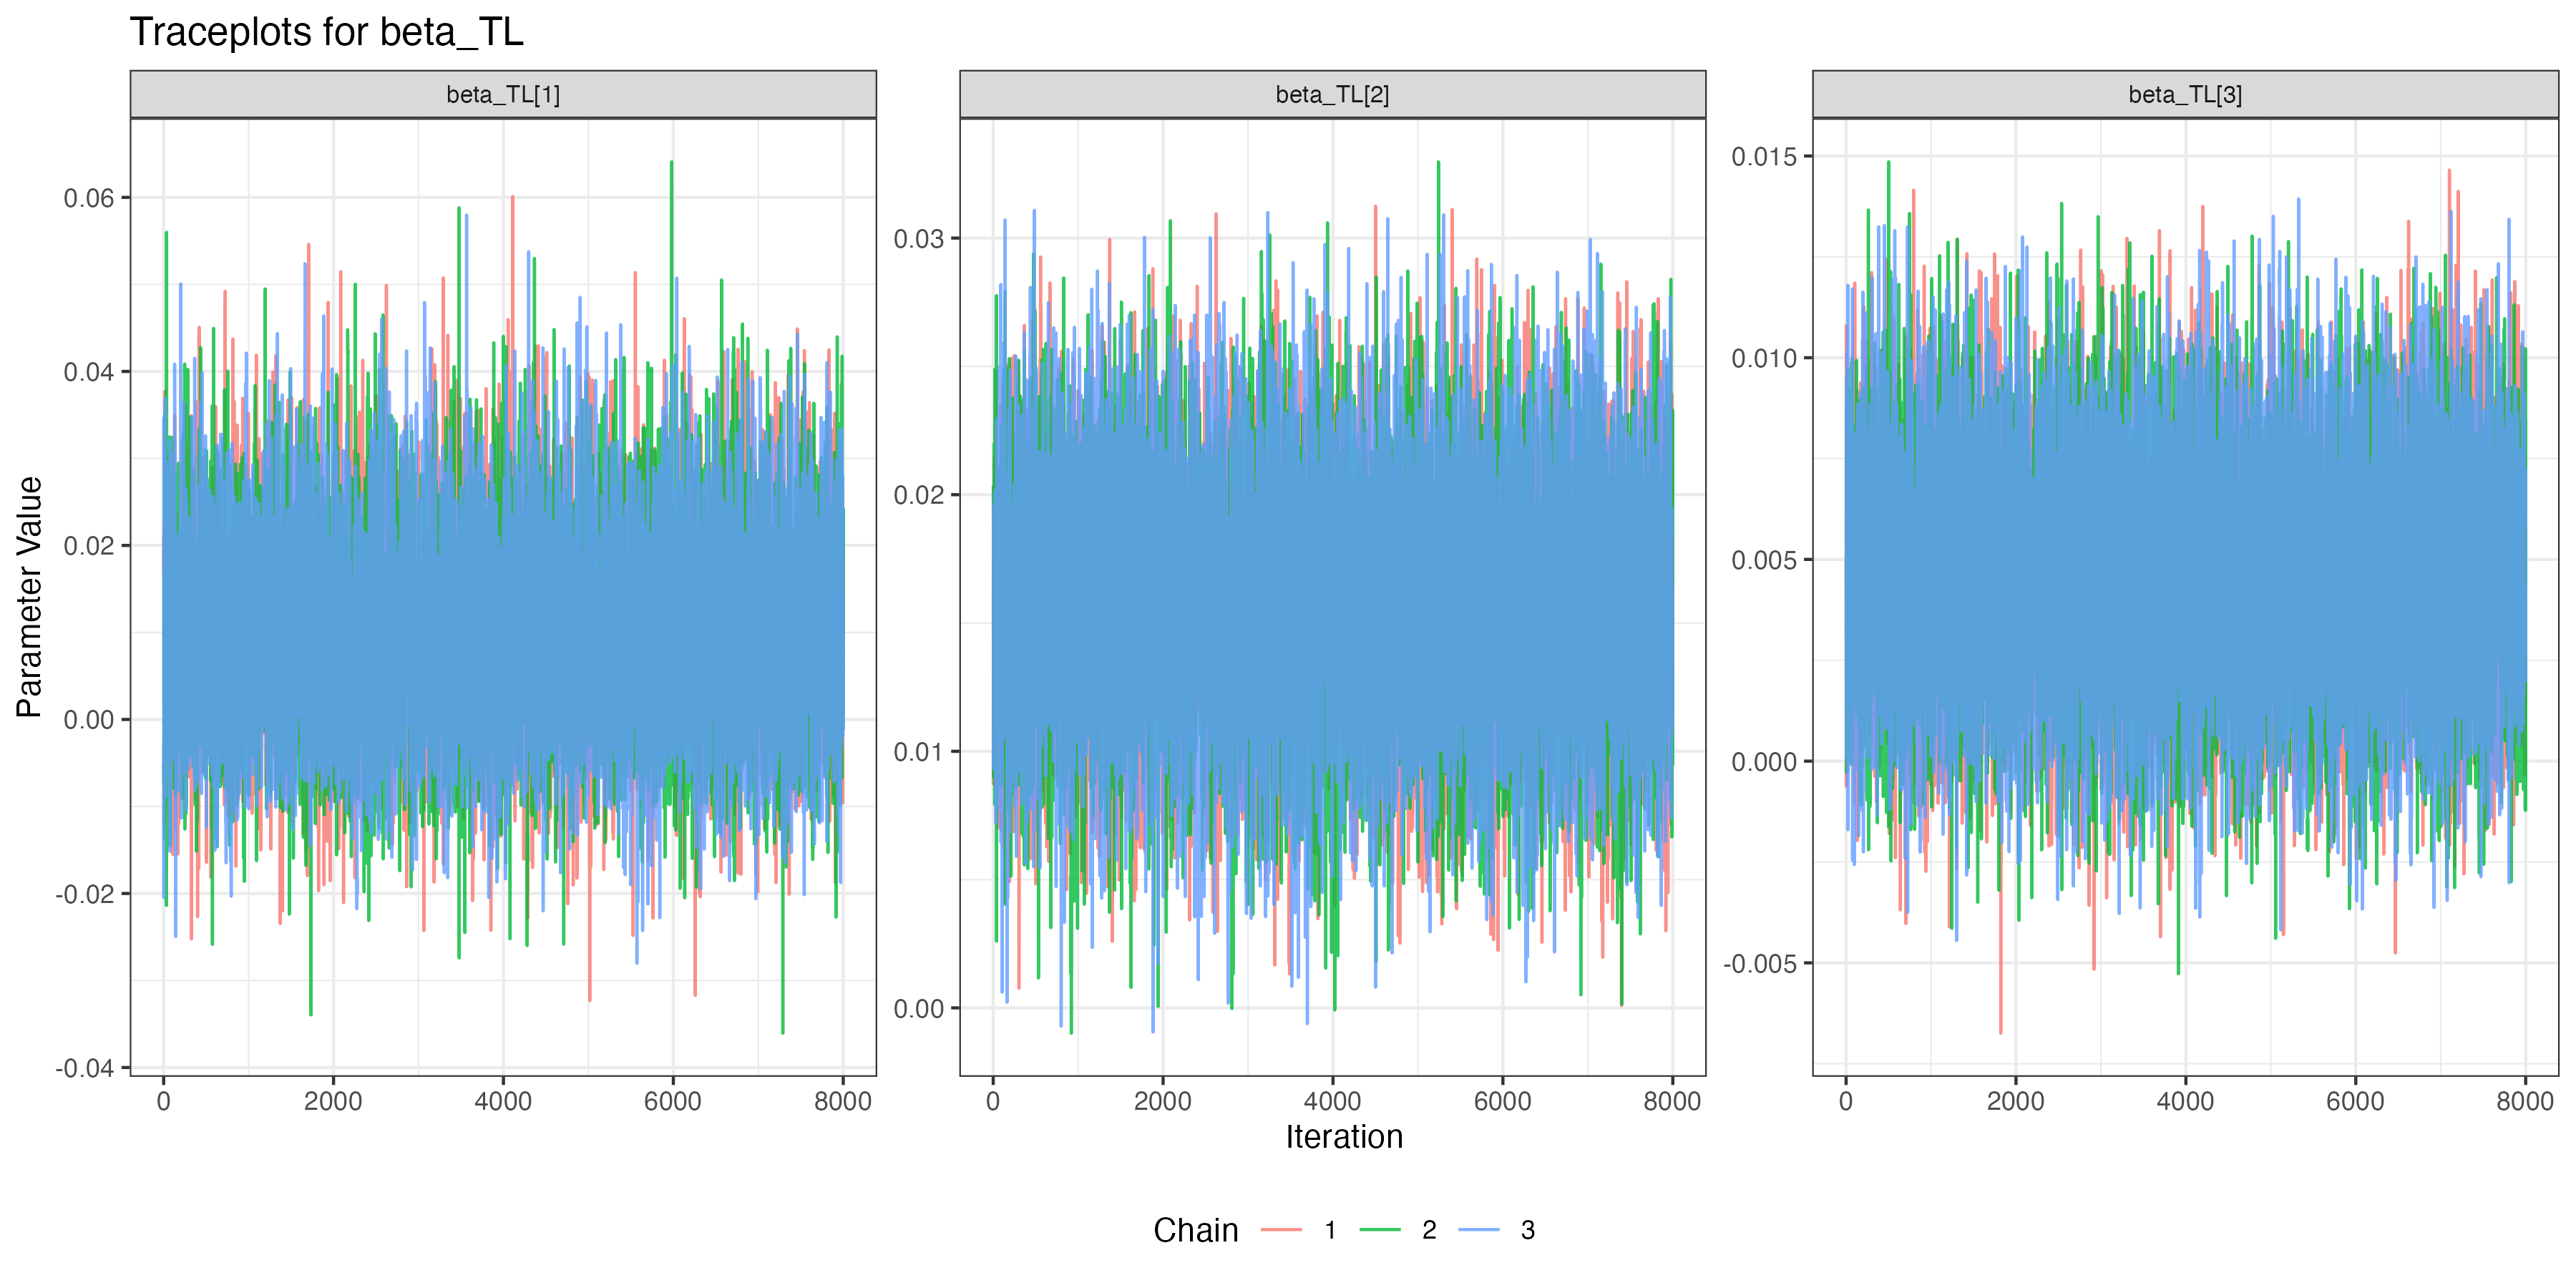 Traceplots for beta_TL
beta_TL[1]
beta_TL[2]
beta_TL[3]
Parameter Value
0.06
0.04
0.02
0.00
-0.02
-0.04
0.03
0.02
0.01
0.00
0.015
0.010
0.005
0.000
-0.005
0 2000 4000 6000 8000
0 2000 4000 6000 8000
0 2000 4000 6000 8000
Iteration
Chain 1 2 3